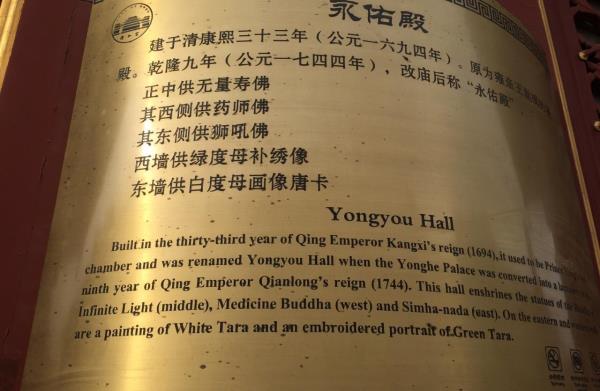 永佑殿
建于清康熙三十三年（公元一六九四年）。原为雍亲王
殿。乾隆九年（公元一七四四年），改庙后称“永佑殿”
正中供无量寿佛
其西侧供药师佛
其东侧供狮吼佛
西墙供绿度母补绣像
东墙供白度母画像唐卡
Yongyou Hall
Built in the thirty-third year of Qing Emperor Kangxi's reign (1694), it used to be Prince
chamber and was renamed Yongyou Hall when the Yonghe Palace was converted into a
ninth year of Qing Emperor Qianlong's reign (1744). This hall enshrines the statues of
Infinite Light (middle), Medicine Buddha (west) and Simha-nada (east). On the eastern and
are a painting of White Tara and an embroidered portrait of Green Tara.